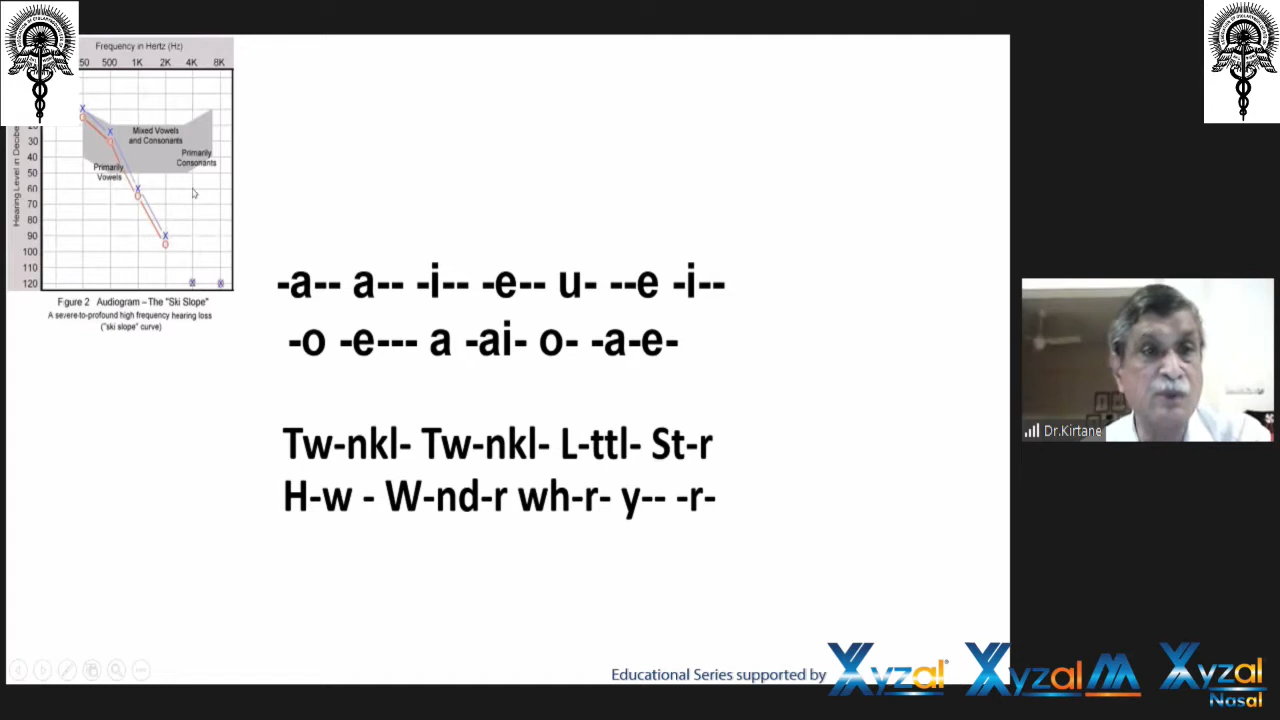 Frequency in Hertz (Hz)
50 500 1K 2K 4K 8K
20
30
40
50
60
70
80
90
100
110
120
Mixed Vowels
and Consonants
Primarily
Consonants
Primarily
Vowels
Figure 2 Audiogram – The "Ski Slope"
A severe-to-profound high frequency hearing loss
("ski slope" curve)
-a-- a-- -i-- -e-- u- --e -i--
-o -e--- a -ai- o- -a-e-
Tw-nkl- Tw-nkl- L-ttl- St-r
H-w - W-nd-r wh-r- y-- -r-
Dr.Kirtane
Educational Series supported by Xyzal® Xyzal M Xyzal
Nasal